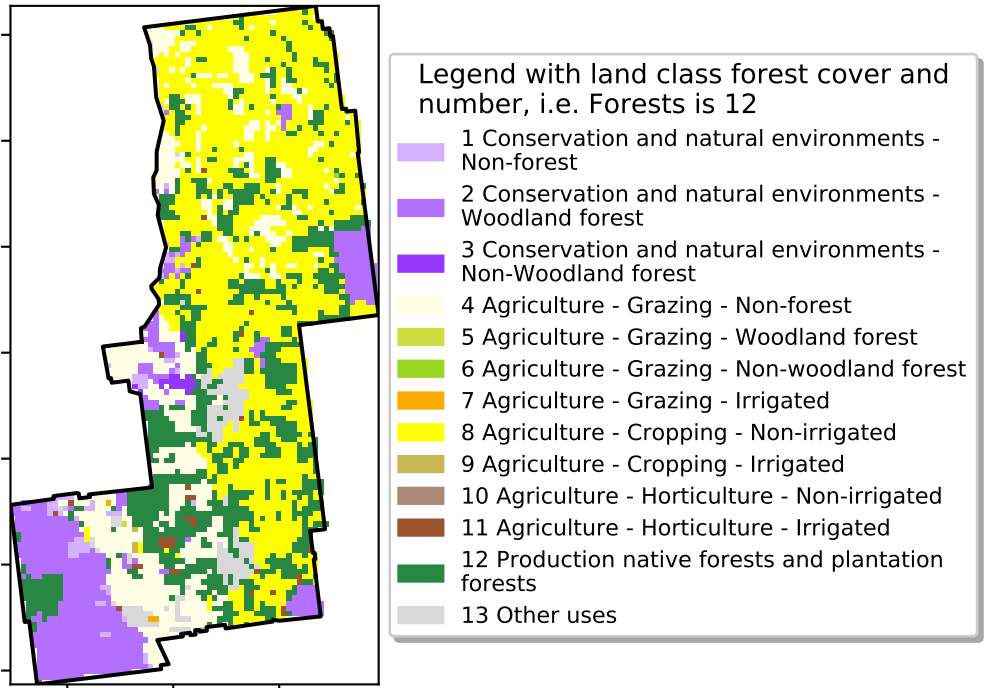 Legend with land class forest cover and
number, i.e. Forests is 12
1 Conservation and natural environments -
Non-forest
2 Conservation and natural environments -
Woodland forest
3 Conservation and natural environments -
Non-Woodland forest
4 Agriculture - Grazing - Non-forest
5 Agriculture - Grazing - Woodland forest
6 Agriculture - Grazing - Non-woodland forest
7 Agriculture - Grazing - Irrigated
8 Agriculture - Cropping - Non-irrigated
9 Agriculture - Cropping - Irrigated
10 Agriculture - Horticulture - Non-irrigated
11 Agriculture - Horticulture - Irrigated
12 Production native forests and plantation
forests
13 Other uses